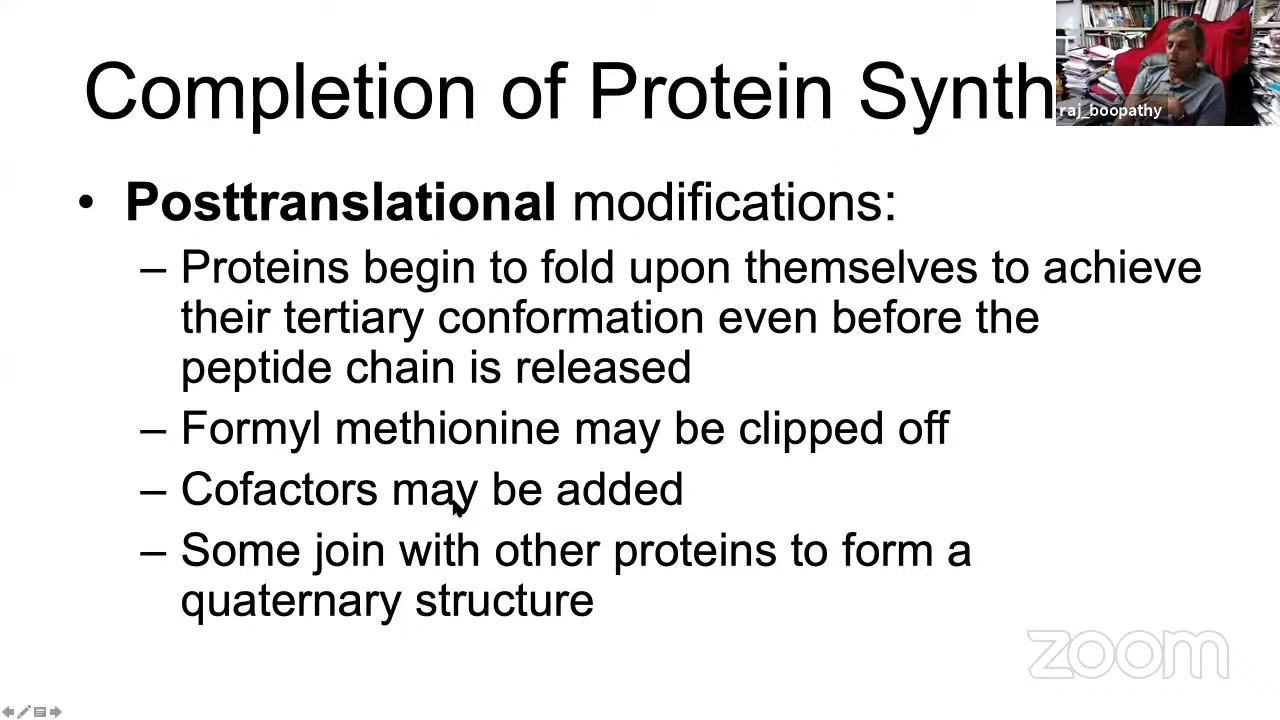 Completion of Protein Synth
raj_boopathy
• Posttranslational modifications:
– Proteins begin to fold upon themselves to achieve
their tertiary conformation even before the
peptide chain is released
– Formyl methionine may be clipped off
– Cofactors may be added
– Some join with other proteins to form a
quaternary structure
zoom